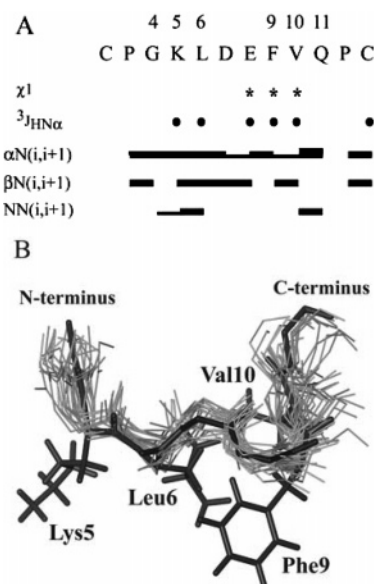 A
4 5 6 9 10 11
C P G K L D E F V Q P C
χ1 * * *
³JHNα • • • • • •
αN(i,i+1)
βN(i,i+1)
NN(i,i+1)
B
N-terminus
C-terminus
Val10
Leu6
Lys5
Phe9